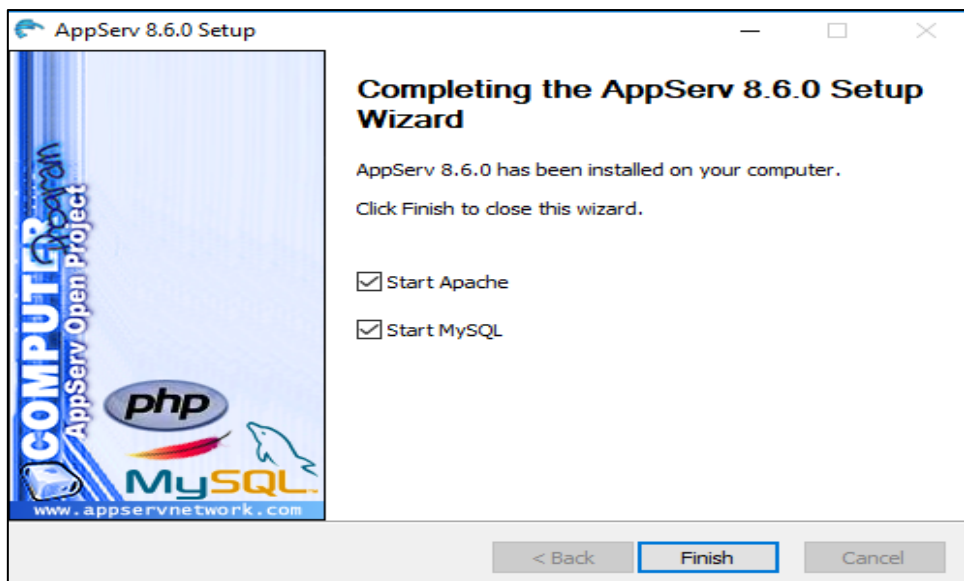 AppServ 8.6.0 Setup
Completing the AppServ 8.6.0 Setup
Wizard
AppServ 8.6.0 has been installed on your computer.
Click Finish to close this wizard.
Start Apache
Start MySQL
COMPUTER
Program
AppServ Open Project
php
MySQL
www.appservnetwork.com
< Back
Finish
Cancel